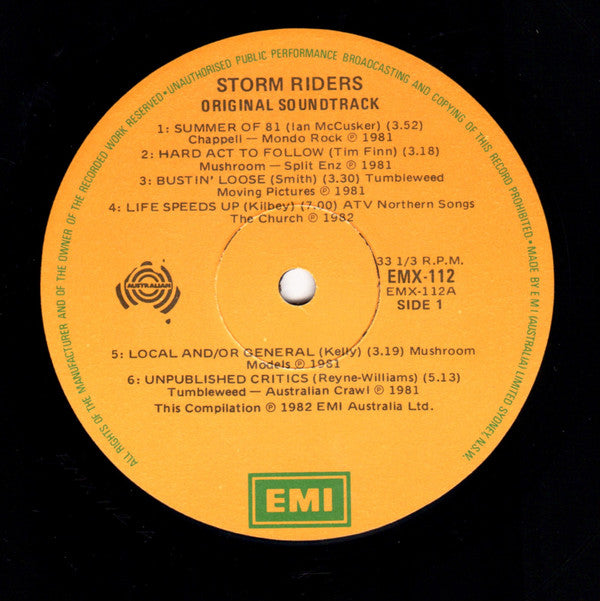 ALL RIGHTS OF THE MANUFACTURER AND OF THE OWNER OF THE RECORDED WORK RESERVED • UNAUTHORISED PUBLIC PERFORMANCE BROADCASTING AND COPYING OF THIS RECORD PROHIBITED • MADE BY E M I (AUSTRALIA) LIMITED SYDNEY, N.S.W.
STORM RIDERS
ORIGINAL SOUNDTRACK
1: SUMMER OF 81 (Ian McCusker) (3.52)
Chappell — Mondo Rock ℗ 1981
2: HARD ACT TO FOLLOW (Tim Finn) (3.18)
Mushroom — Split Enz ℗ 1981
3: BUSTIN' LOOSE (Smith) (3.30) Tumbleweed
Moving Pictures ℗ 1981
4: LIFE SPEEDS UP (Kilbey) (7:00) ATV Northern Songs
The Church ℗ 1982
33 1/3 R.P.M.
EMX-112
EMX-112A
SIDE 1
AUSTRALIAN
5: LOCAL AND/OR GENERAL (Kelly) (3.19) Mushroom
Models ℗ 1981
6: UNPUBLISHED CRITICS (Reyne-Williams) (5.13)
Tumbleweed — Australian Crawl ℗ 1981
This Compilation ℗ 1982 EMI Australia Ltd.
EMI